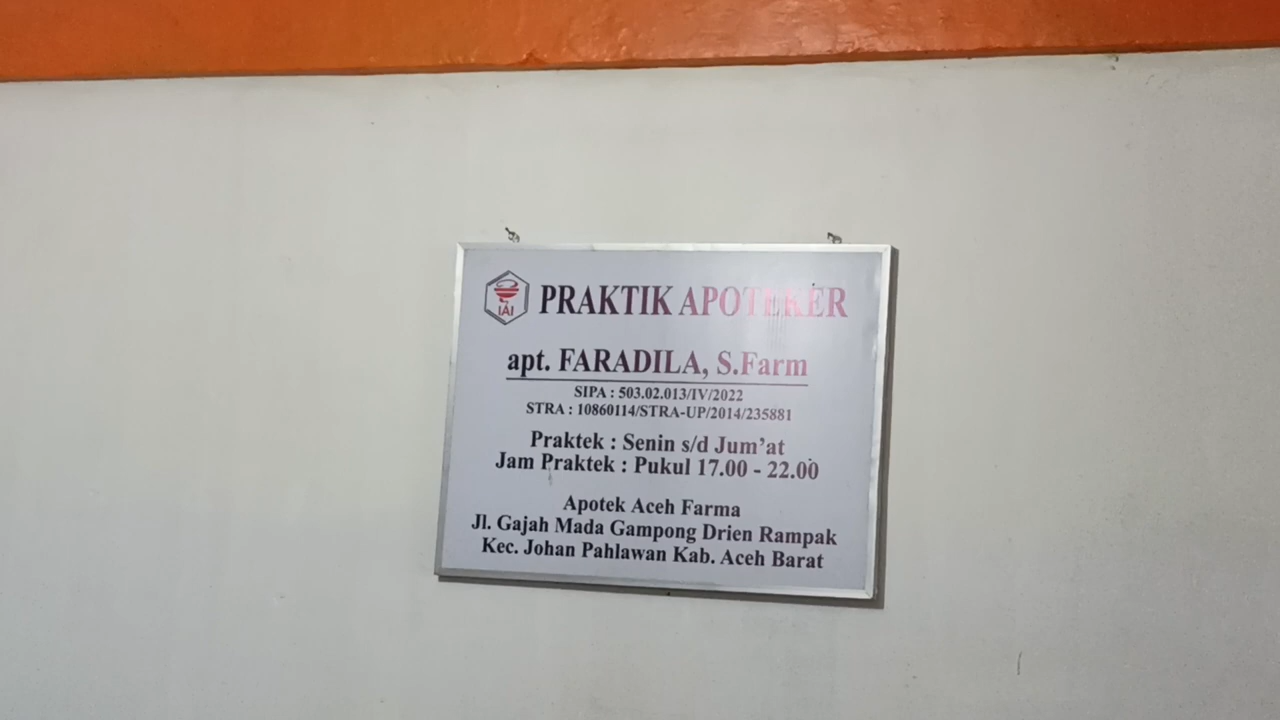 IAI
PRAKTIK APOTEKER
apt. FARADILA, S.Farm
SIPA : 503.02.013/IV/2022
STRA : 10860114/STRA-UP/2014/235881
Praktek : Senin s/d Jum'at
Jam Praktek : Pukul 17.00 - 22.00
Apotek Aceh Farma
Jl. Gajah Mada Gampong Drien Rampak
Kec. Johan Pahlawan Kab. Aceh Barat